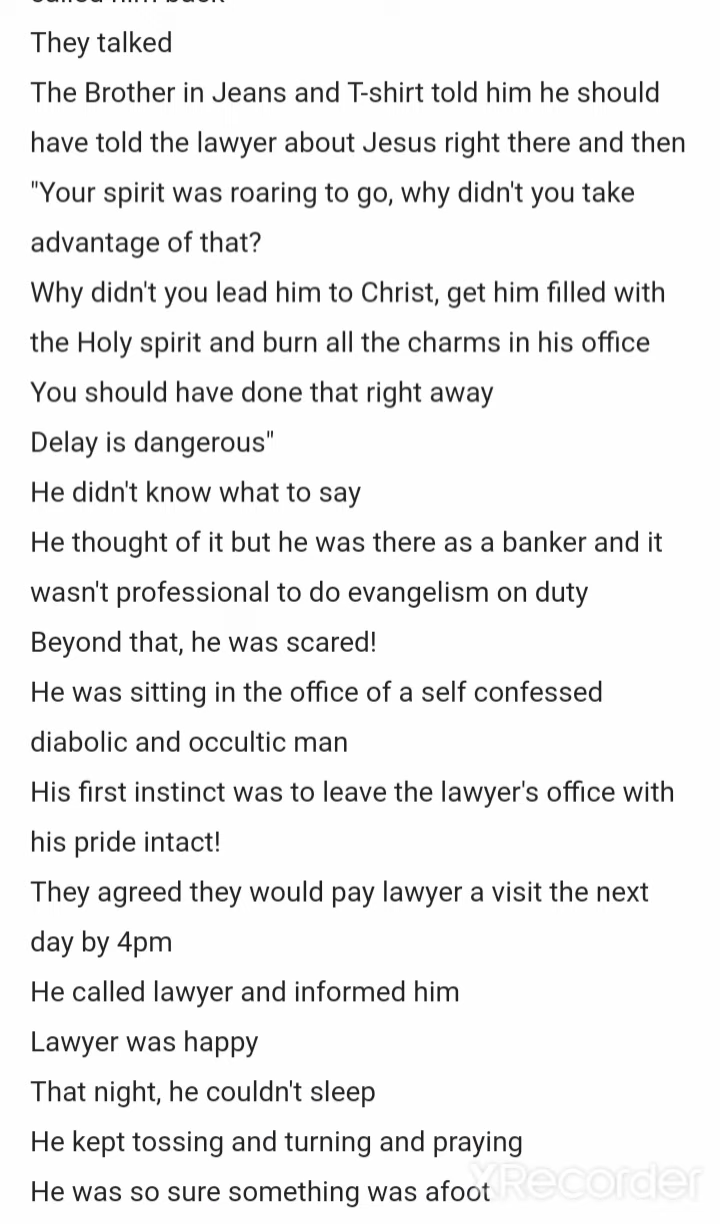 They talked
The Brother in Jeans and T-shirt told him he should
have told the lawyer about Jesus right there and then
"Your spirit was roaring to go, why didn't you take
advantage of that?
Why didn't you lead him to Christ, get him filled with
the Holy spirit and burn all the charms in his office
You should have done that right away
Delay is dangerous"
He didn't know what to say
He thought of it but he was there as a banker and it
wasn't professional to do evangelism on duty
Beyond that, he was scared!
He was sitting in the office of a self confessed
diabolic and occultic man
His first instinct was to leave the lawyer's office with
his pride intact!
They agreed they would pay lawyer a visit the next
day by 4pm
He called lawyer and informed him
Lawyer was happy
That night, he couldn't sleep
He kept tossing and turning and praying
He was so sure something was afoot
XRecorder